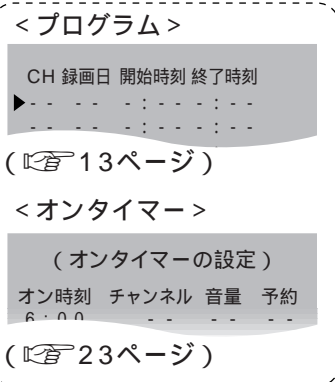 <プログラム>
CH 録画日 開始時刻 終了時刻
▶- - - - - : - - - : - -
- - - - - : - - - : - -
(☞13ページ)
<オンタイマー>
(オンタイマーの設定)
オン時刻 チャンネル 音量 予約
6:00 - - - - - -
(☞23ページ)